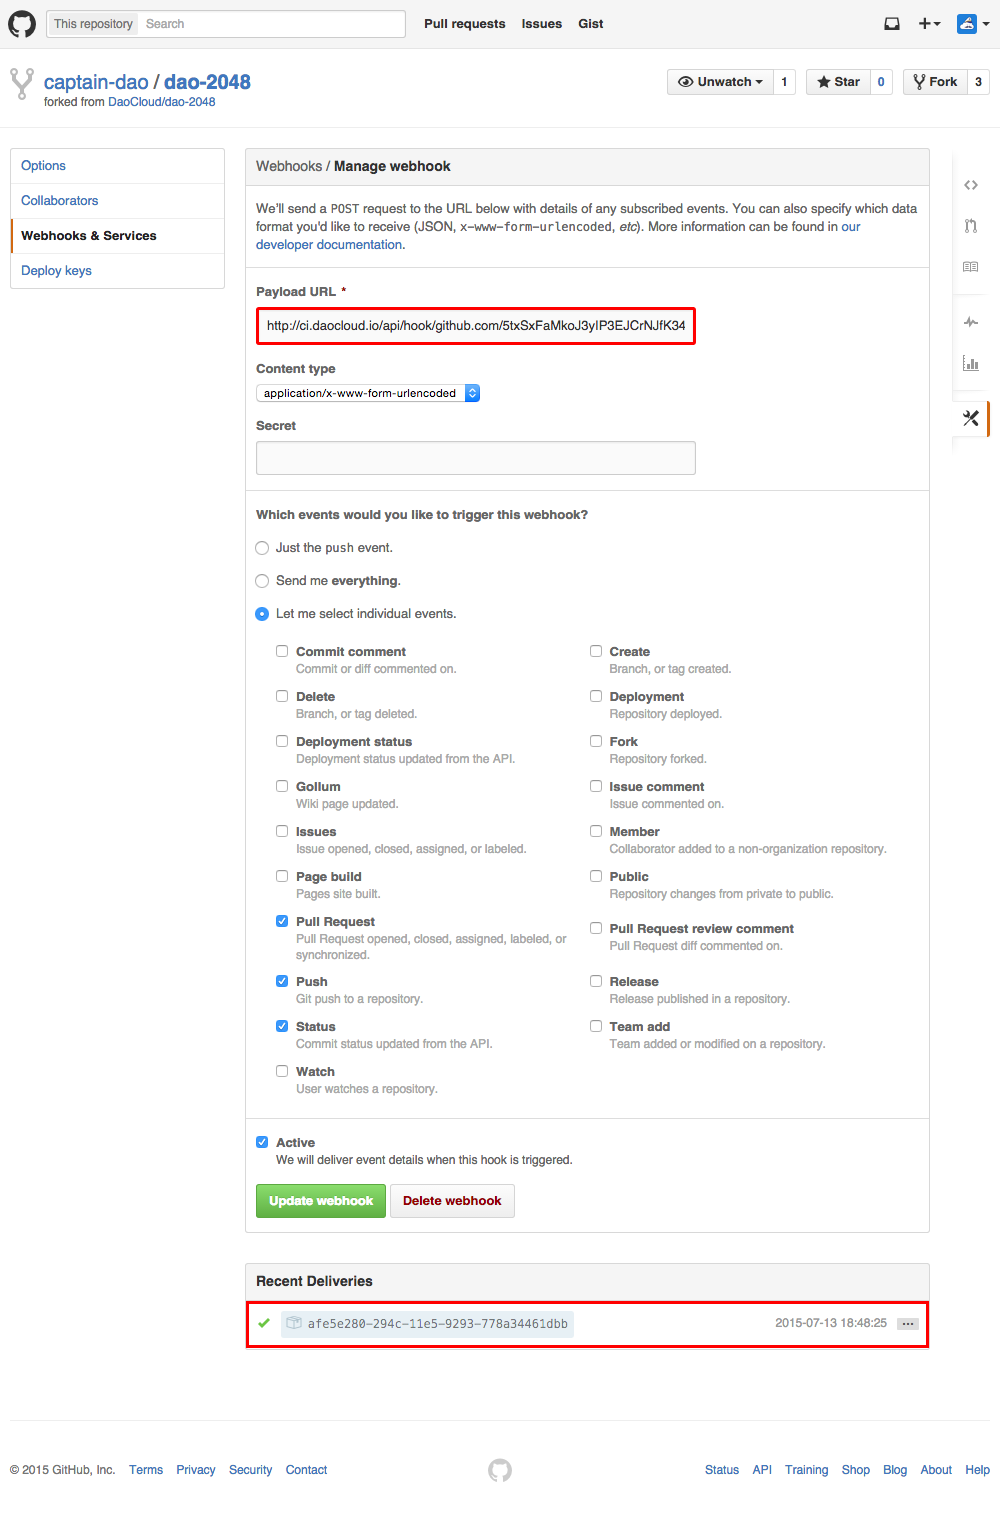 This repository Search Pull requests Issues Gist
captain-dao / dao-2048
forked from DaoCloud/dao-2048
Unwatch 1 Star 0 Fork 3
Options
Collaborators
Webhooks & Services
Deploy keys
Webhooks / Manage webhook
We'll send a POST request to the URL below with details of any subscribed events. You can also specify which data
format you'd like to receive (JSON, x-www-form-urlencoded, etc). More information can be found in our
developer documentation.
Payload URL *
http://ci.daocloud.io/api/hook/github.com/5txSxFaMkoJ3yIP3EJCrNJfK34
Content type
application/x-www-form-urlencoded
Secret
Which events would you like to trigger this webhook?
Just the push event.
Send me everything.
Let me select individual events.
Commit comment
Commit or diff commented on.
Create
Branch, or tag created.
Delete
Branch, or tag deleted.
Deployment
Repository deployed.
Deployment status
Deployment status updated from the API.
Fork
Repository forked.
Gollum
Wiki page updated.
Issue comment
Issue commented on.
Issues
Issue opened, closed, assigned, or labeled.
Member
Collaborator added to a non-organization repository.
Page build
Pages site built.
Public
Repository changes from private to public.
Pull Request
Pull Request opened, closed, assigned, labeled, or
synchronized.
Pull Request review comment
Pull Request diff commented on.
Push
Git push to a repository.
Release
Release published in a repository.
Status
Commit status updated from the API.
Team add
Team added or modified on a repository.
Watch
User watches a repository.
Active
We will deliver event details when this hook is triggered.
Update webhook Delete webhook
Recent Deliveries
afe5e280-294c-11e5-9293-778a34461dbb 2015-07-13 18:48:25 ...
© 2015 GitHub, Inc. Terms Privacy Security Contact Status API Training Shop Blog About Help